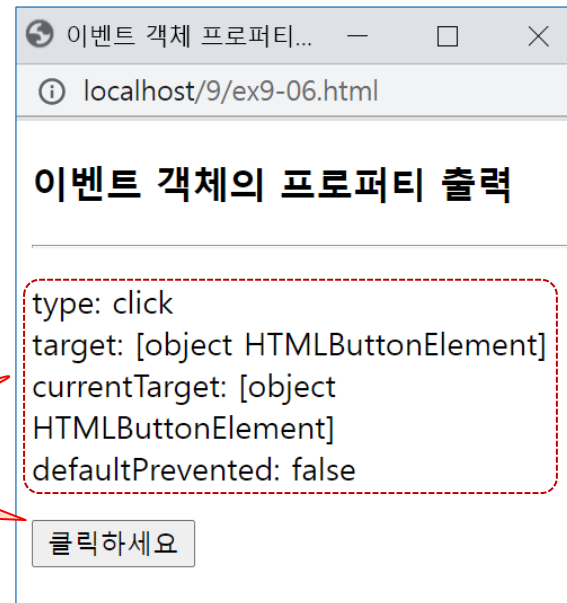 이벤트 객체 프로퍼티...
localhost/9/ex9-06.html
이벤트 객체의 프로퍼티 출력
type: click
target: [object HTMLButtonElement]
currentTarget: [object
HTMLButtonElement]
defaultPrevented: false
클릭하세요